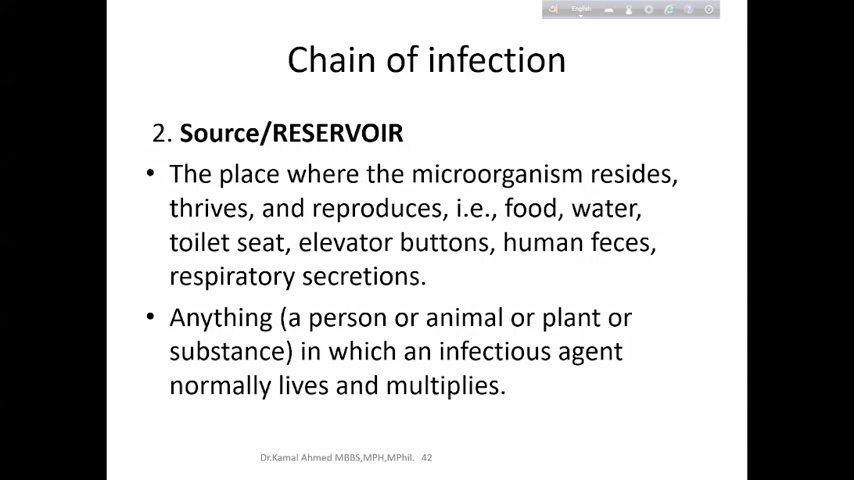 English
Chain of infection
2. Source/RESERVOIR
• The place where the microorganism resides,
thrives, and reproduces, i.e., food, water,
toilet seat, elevator buttons, human feces,
respiratory secretions.
• Anything (a person or animal or plant or
substance) in which an infectious agent
normally lives and multiplies.
Dr.Kamal Ahmed MBBS,MPH,MPhil. 42